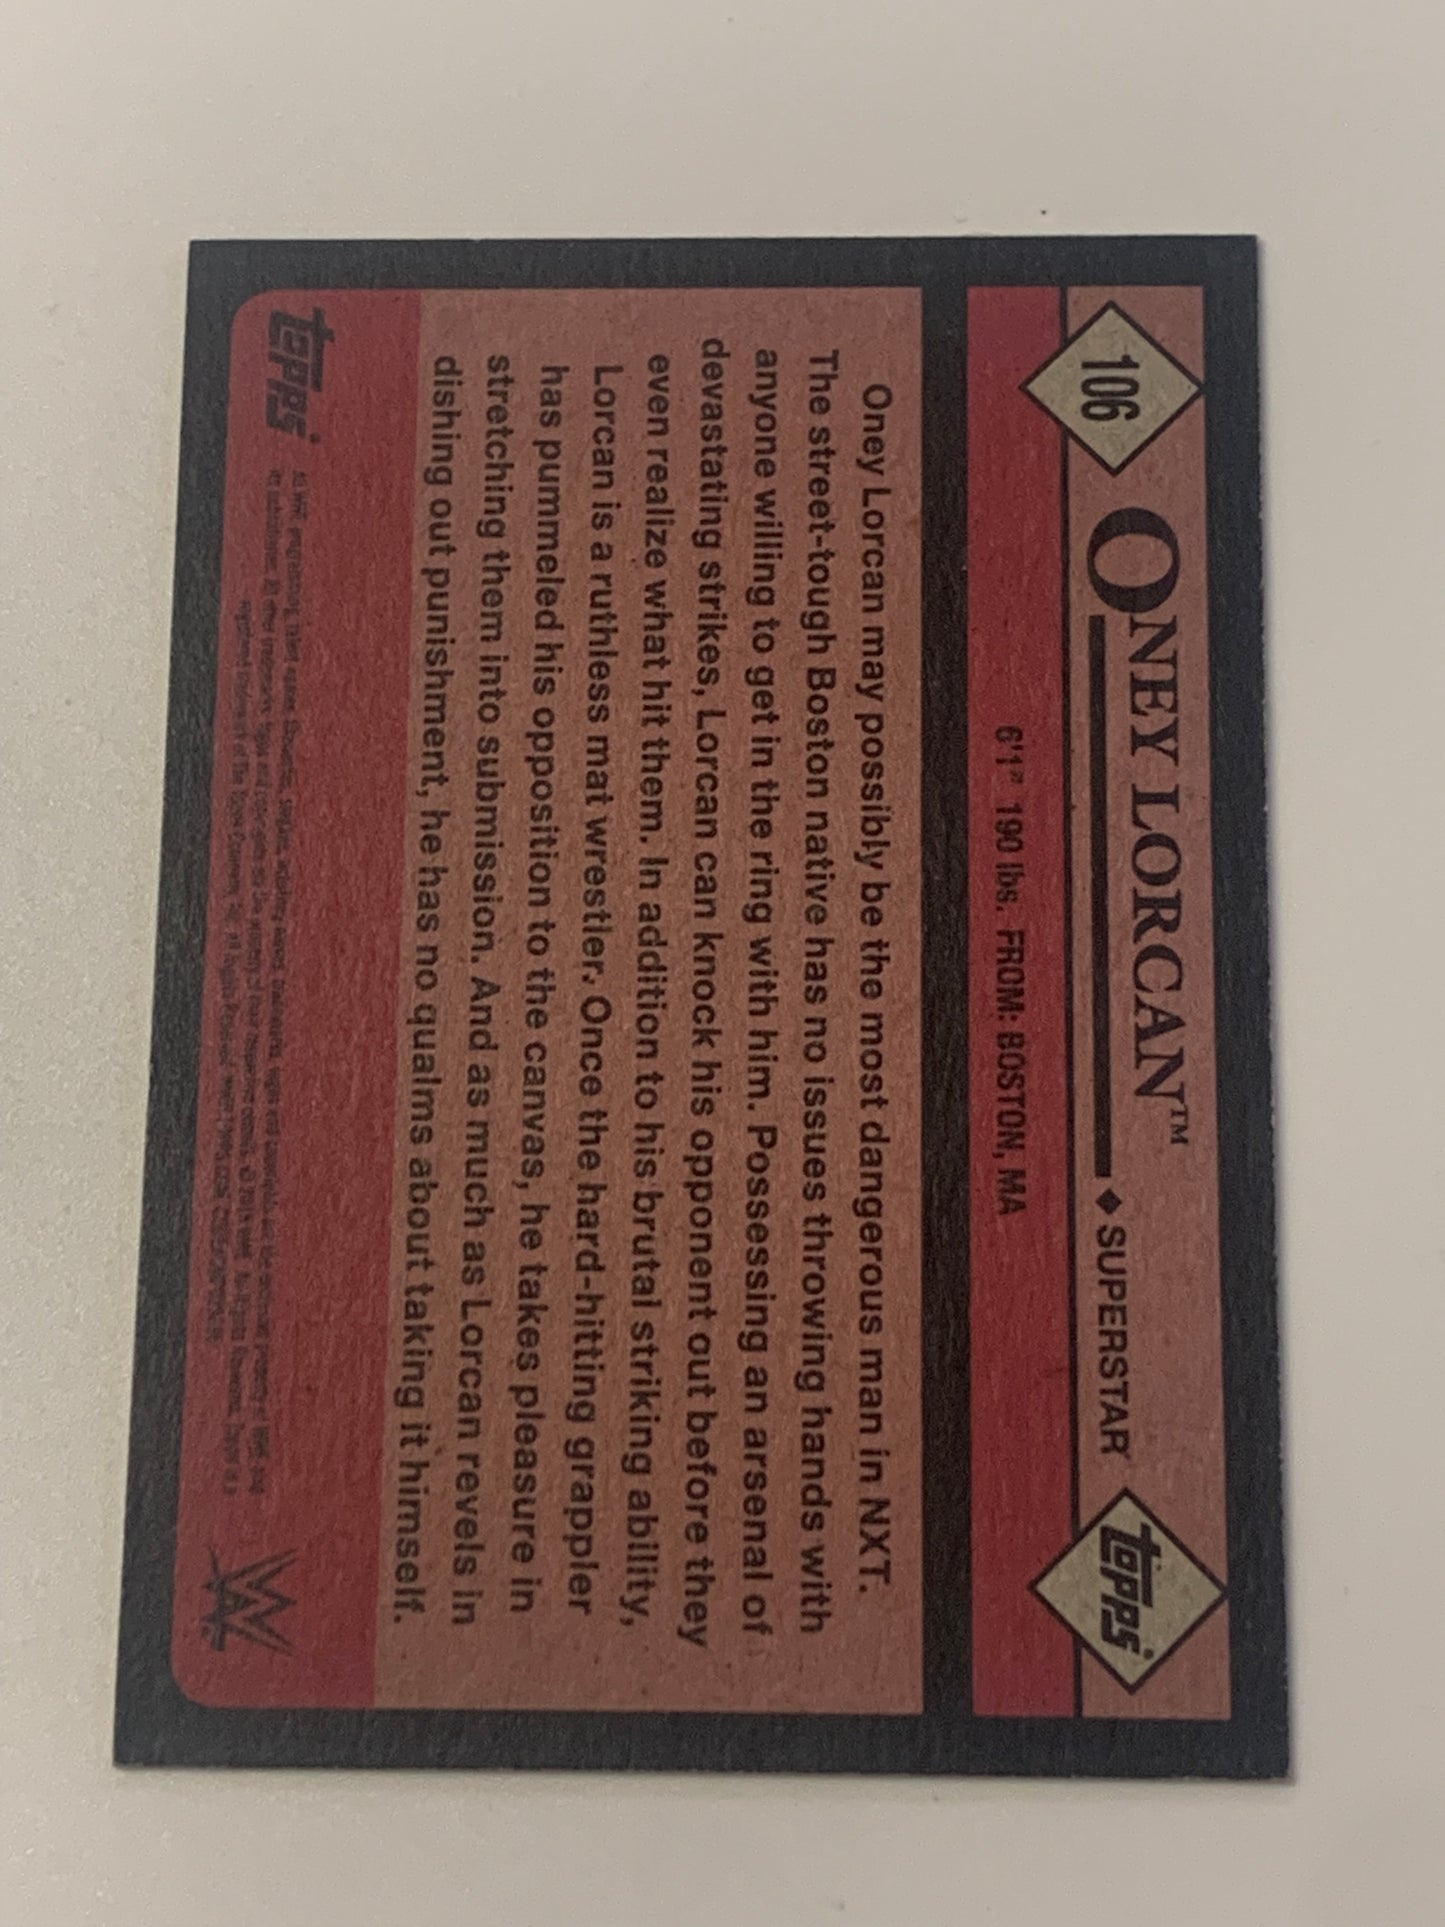 106
ONEY LORCAN™
◆ SUPERSTAR
topps
6'1" 190 lbs. FROM: BOSTON, MA
Oney Lorcan may possibly be the most dangerous man in NXT.
The street-tough Boston native has no issues throwing hands with
anyone willing to get in the ring with him. Possessing an arsenal of
devastating strikes, Lorcan can knock his opponent out before they
even realize what hit them. In addition to his brutal striking ability,
Lorcan is a ruthless mat wrestler. Once the hard-hitting grappler
has pummeled his opposition to the canvas, he takes pleasure in
stretching them into submission. And as much as Lorcan revels in
dishing out punishment, he has no qualms about taking it himself.
topps